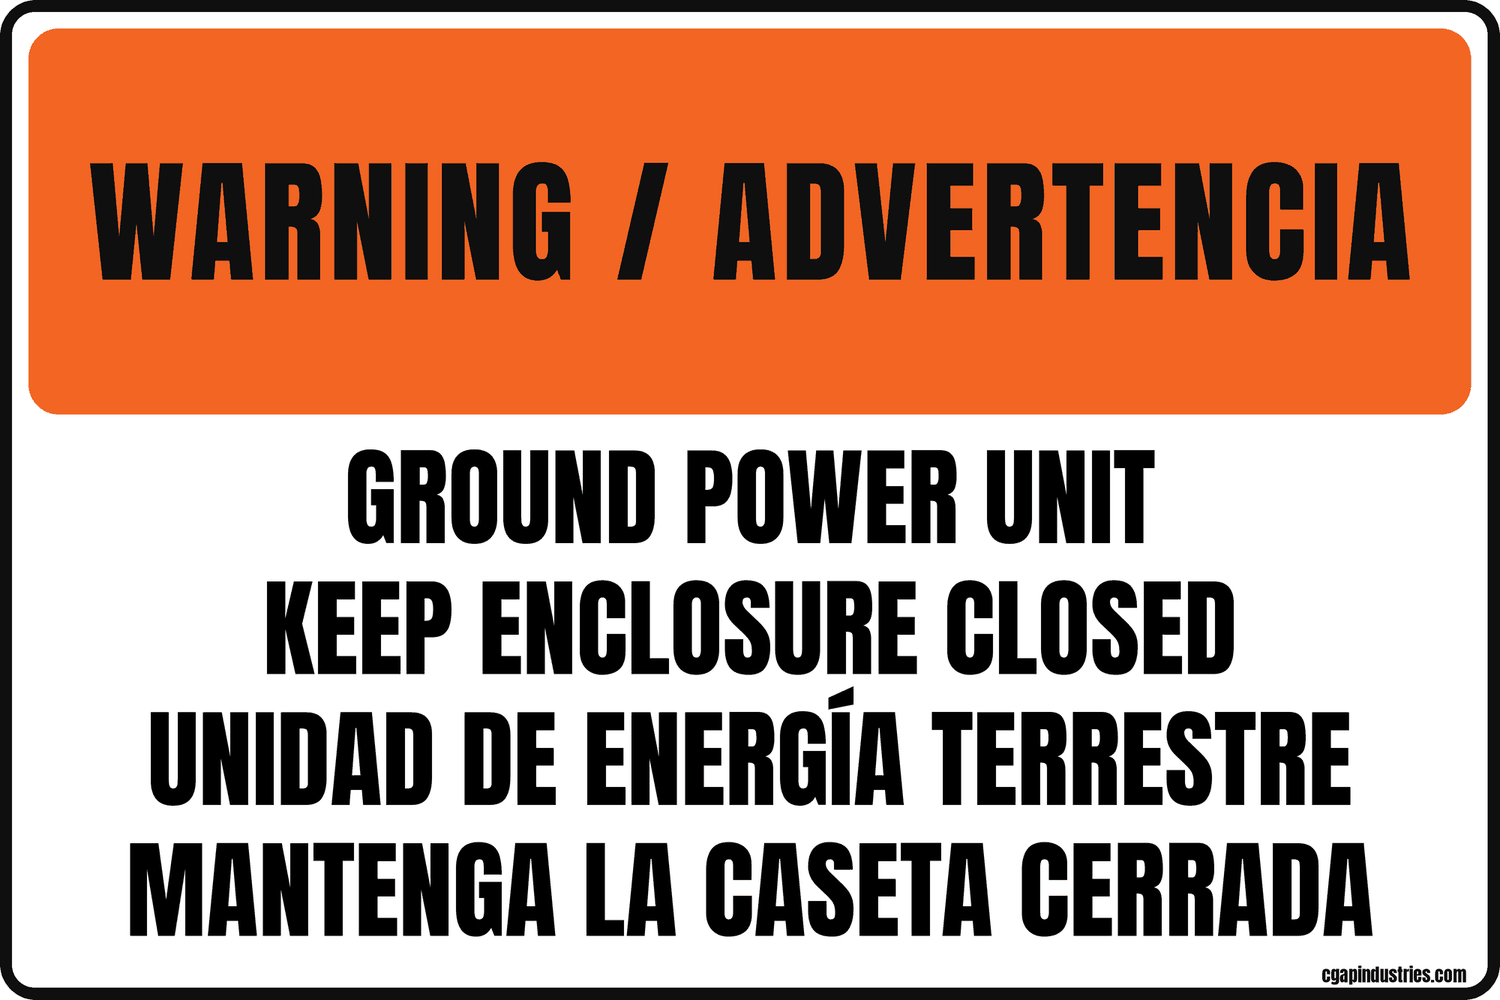 WARNING / ADVERTENCIA
GROUND POWER UNIT
KEEP ENCLOSURE CLOSED
UNIDAD DE ENERGÍA TERRESTRE
MANTENGA LA CASETA CERRADA
cgapindustries.com